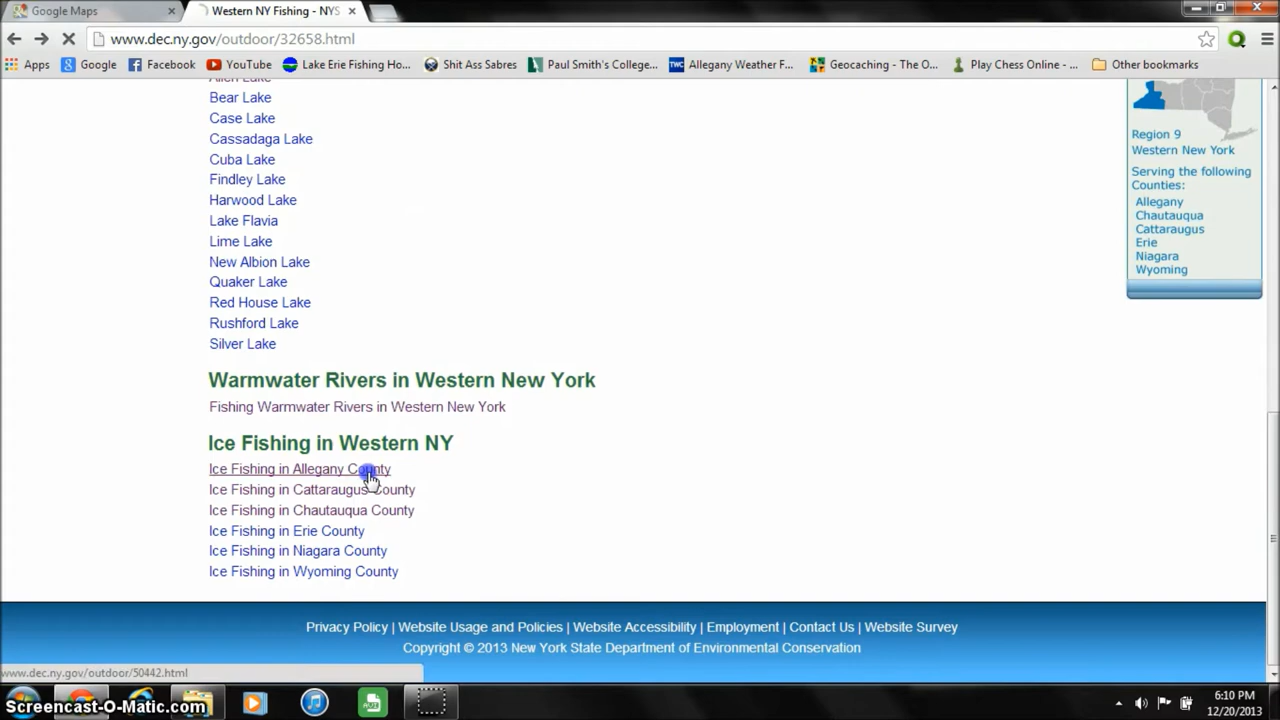 Google Maps
Western NY Fishing - NYS
www.dec.ny.gov/outdoor/32658.html
Apps Google Facebook YouTube Lake Erie Fishing Ho... Shit Ass Sabres Paul Smith's College... Allegany Weather F... Geocaching - The O... Play Chess Online - ... Other bookmarks
Allen Lake
Bear Lake
Case Lake
Cassadaga Lake
Cuba Lake
Findley Lake
Harwood Lake
Lake Flavia
Lime Lake
New Albion Lake
Quaker Lake
Red House Lake
Rushford Lake
Silver Lake
Warmwater Rivers in Western New York
Fishing Warmwater Rivers in Western New York
Ice Fishing in Western NY
Ice Fishing in Allegany County
Ice Fishing in Cattaraugus County
Ice Fishing in Chautauqua County
Ice Fishing in Erie County
Ice Fishing in Niagara County
Ice Fishing in Wyoming County
Region 9
Western New York
Serving the following
Counties:
Allegany
Chautauqua
Cattaraugus
Erie
Niagara
Wyoming
Privacy Policy | Website Usage and Policies | Website Accessibility | Employment | Contact Us | Website Survey
Copyright © 2013 New York State Department of Environmental Conservation
www.dec.ny.gov/outdoor/50442.html
Screencast-O-Matic.com
6:10 PM
12/20/2013